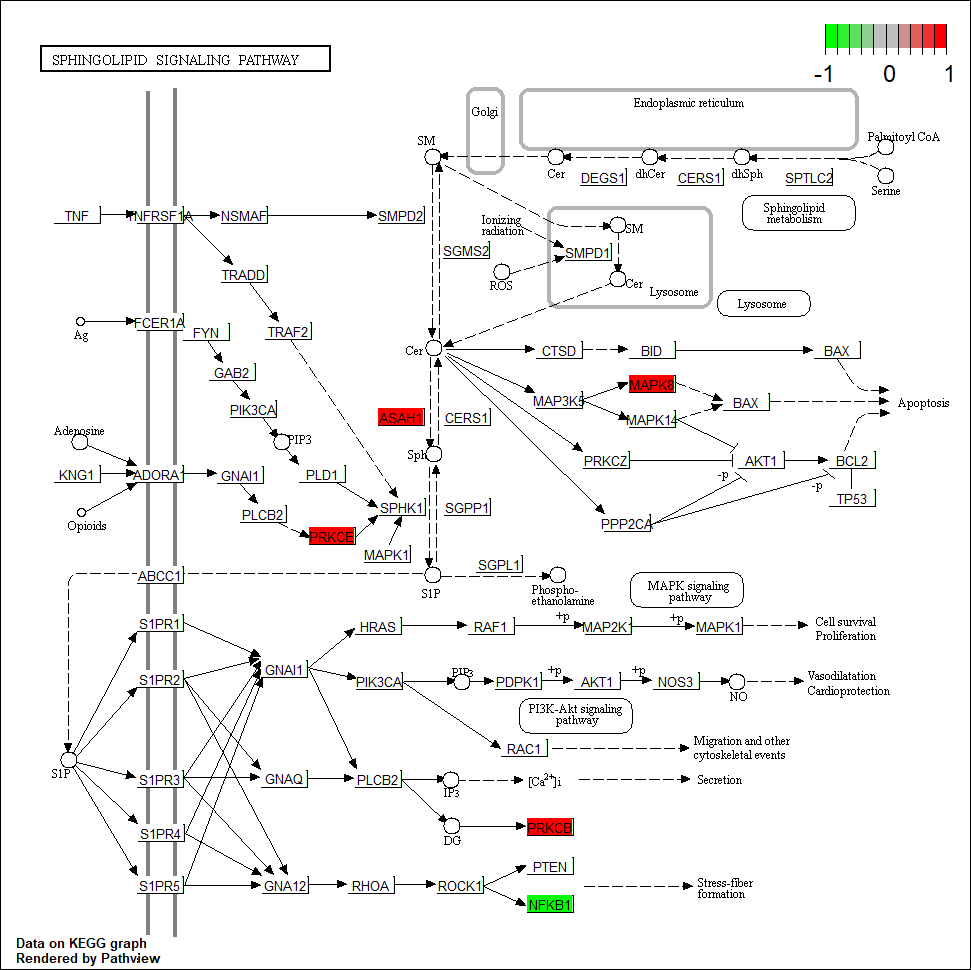 SPHINGOLIPID SIGNALING PATHWAY
-1 0 1
Golgi
Endoplasmic reticulum
SM
Cer
DEGS1
dhCer
CERS1
dhSph
SPTLC2
Palmitoyl CoA
Serine
Sphingolipid
metabolism
TNF
TNFRSF1A
NSMAF
SMPD2
Ionizing
radiation
SGMS2
SMPD1
SM
ROS
Cer
Lysosome
Lysosome
TRADD
Ag
FCER1A
FYN
TRAF2
GAB2
PIK3CA
PIP3
Cer
CTSD
BID
BAX
MAP3K5
MAPK8
MAPK14
BAX
Apoptosis
ASAH1
CERS1
Sph
PRKCZ
AKT1
BCL2
-p
-p
TP53
PPP2CA
Adenosine
KNG1
Opioids
ADORA1
GNAI1
PLD1
PLCB2
PRKCE
SPHK1
SGPP1
MAPK1
ABCC1
S1P
SGPL1
Phospho-
ethanolamine
MAPK signaling
pathway
S1PR1
S1PR2
S1PR3
S1PR4
S1PR5
S1P
GNAI1
HRAS
RAF1
+p
MAP2K1
+p
MAPK1
Cell survival
Proliferation
PIK3CA
PIP3
PDPK1
+p
AKT1
+p
NOS3
NO
Vasodilatation
Cardioprotection
PI3K-Akt signaling
pathway
RAC1
Migration and other
cytoskeletal events
GNAQ
PLCB2
IP3
[Ca2+]i
Secretion
DG
PRKCB
GNA12
RHOA
ROCK1
PTEN
NFKB1
Stress-fiber
formation
Data on KEGG graph
Rendered by Pathview